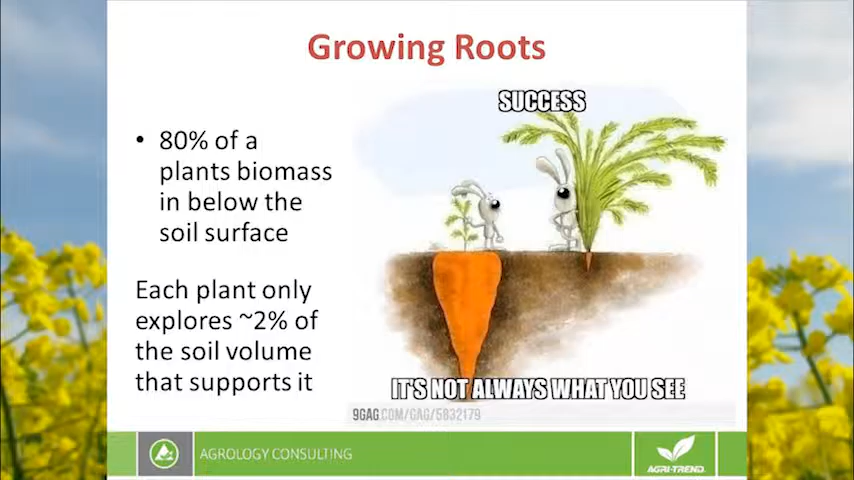 Growing Roots
• 80% of a
plants biomass
in below the
soil surface
Each plant only
explores ~2% of
the soil volume
that supports it
SUCCESS
IT'S NOT ALWAYS WHAT YOU SEE
9GAG.COM/GAG/5832179
AGROLOGY CONSULTING
AGRI-TREND